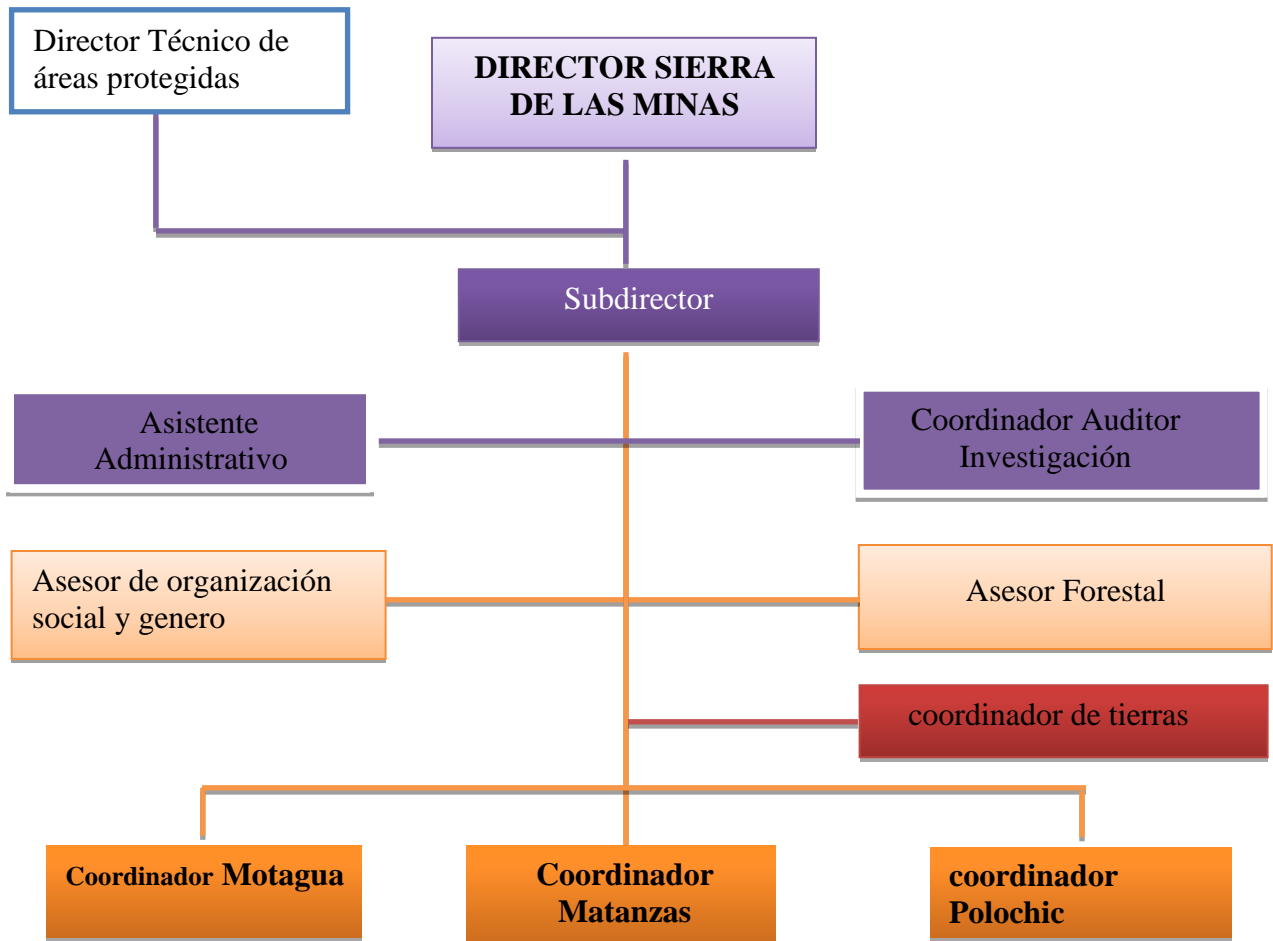 Director Técnico de
áreas protegidas
DIRECTOR SIERRA
DE LAS MINAS
Subdirector
Asistente
Administrativo
Coordinador Auditor
Investigación
Asesor de organización
social y genero
Asesor Forestal
coordinador de tierras
Coordinador Motagua
Coordinador
Matanzas
coordinador
Polochic